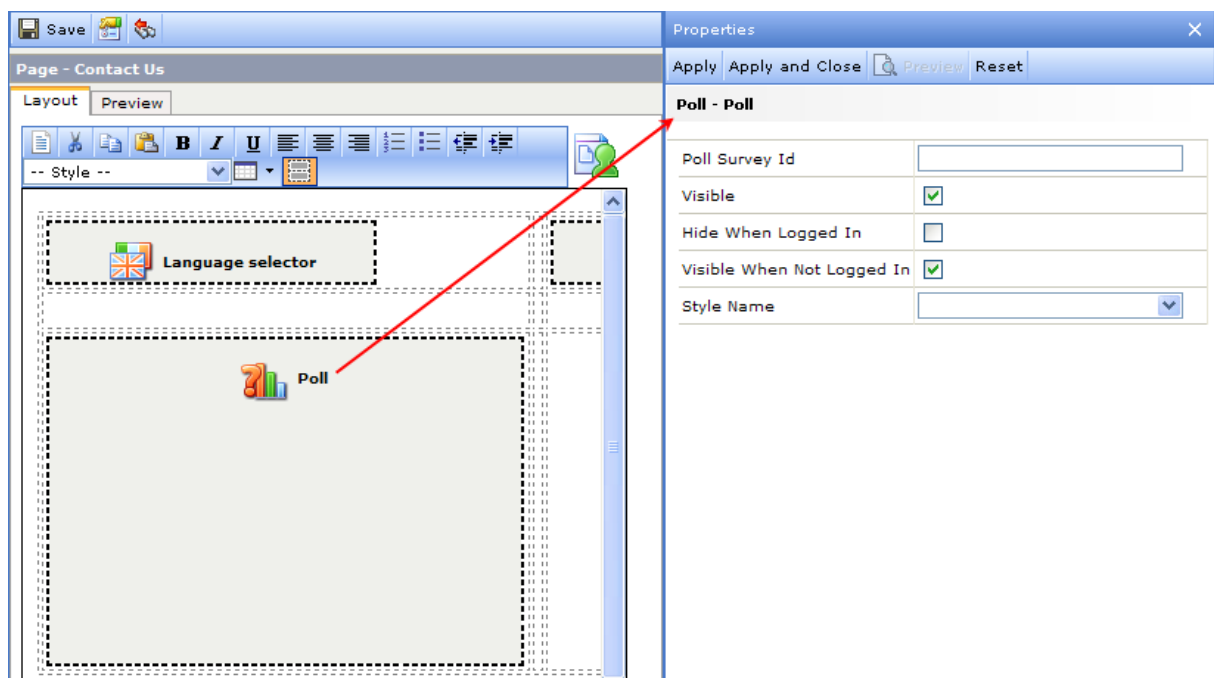 Save
Page - Contact Us
Layout Preview
B I U
-- Style --
Language selector
Poll
Properties
Apply Apply and Close Preview Reset
Poll - Poll
Poll Survey Id
Visible
Hide When Logged In
Visible When Not Logged In
Style Name